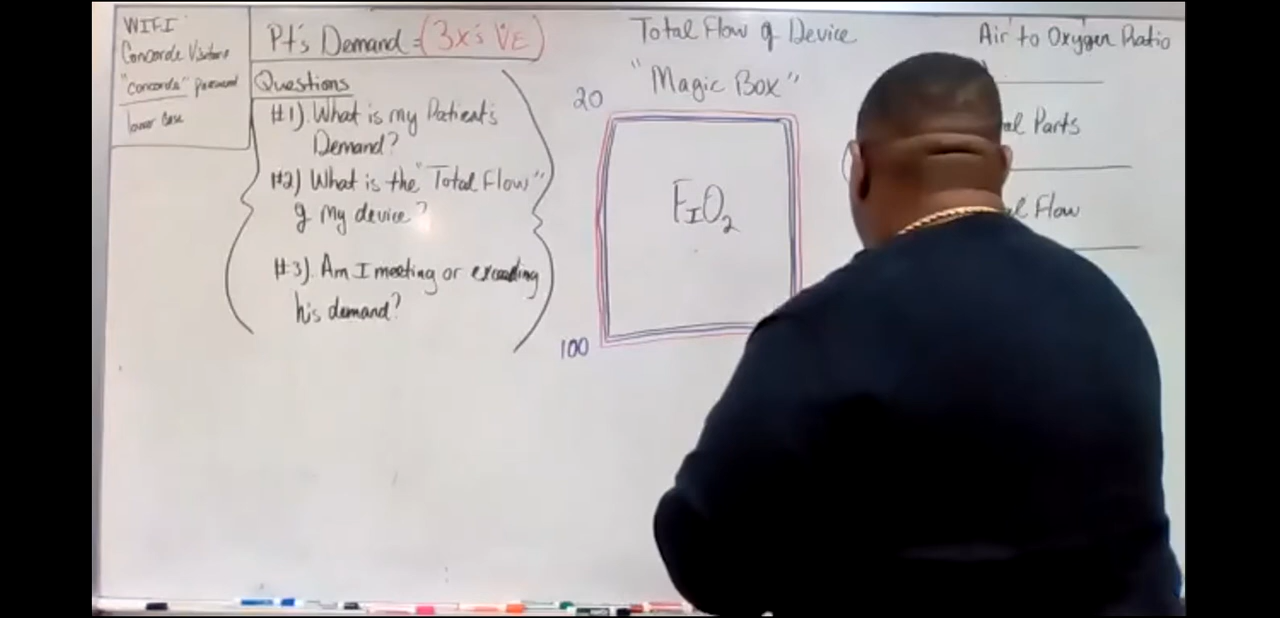 WIFI
Concorde Visitors
"Concorde" Password
lower case
Pt's Demand = (3x's V̇E)
Questions
#1). What is my Patient's
Demand?
#2) What is the "Total Flow"
of my device?
#3). Am I meeting or exceeding
his demand?
Total Flow of Device
"Magic Box"
20
FIO2
100
Air to Oxygen Ratio
Parts
Flow